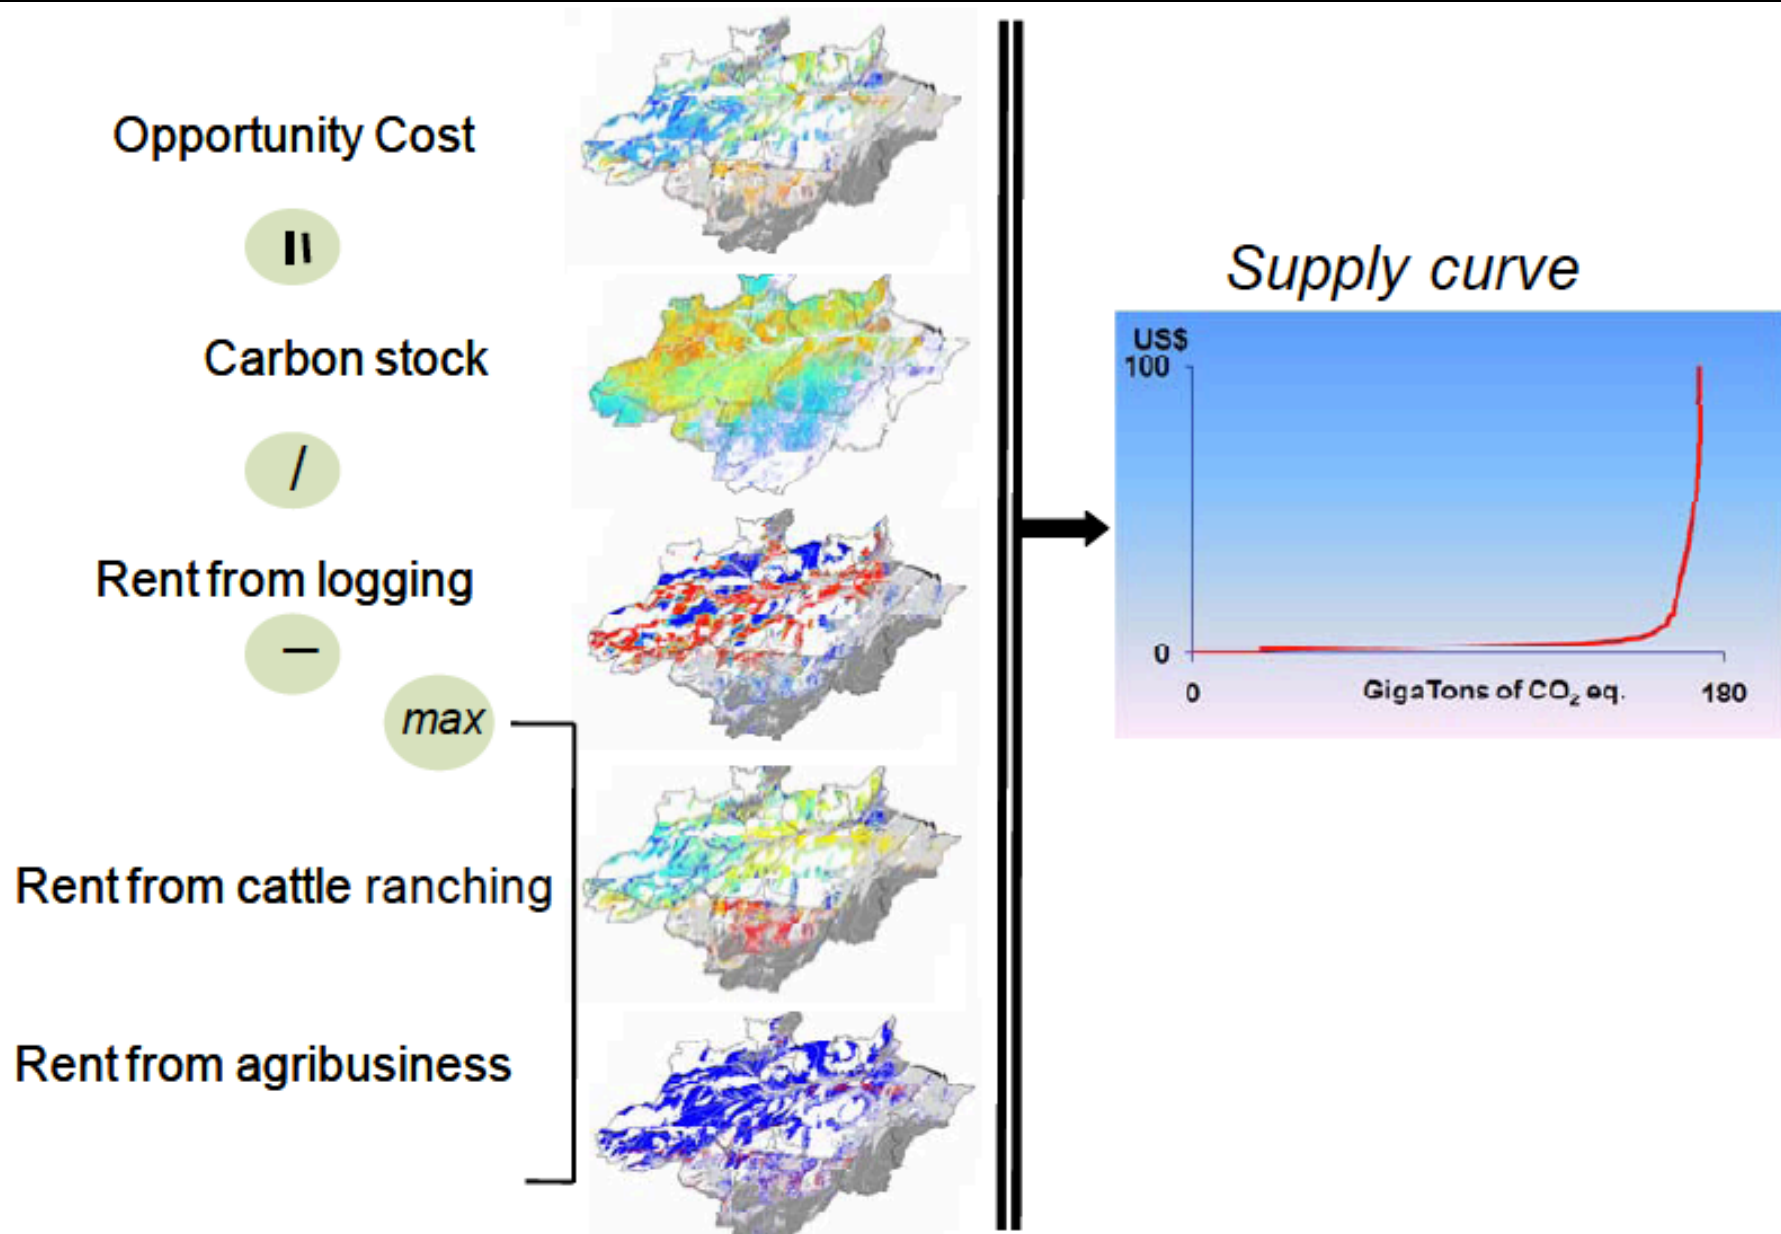 Opportunity Cost
=
Carbon stock
/
Rent from logging
–
max
Rent from cattle ranching
Rent from agribusiness
Supply curve
US$
100
0
0
GigaTons of CO₂ eq.
180